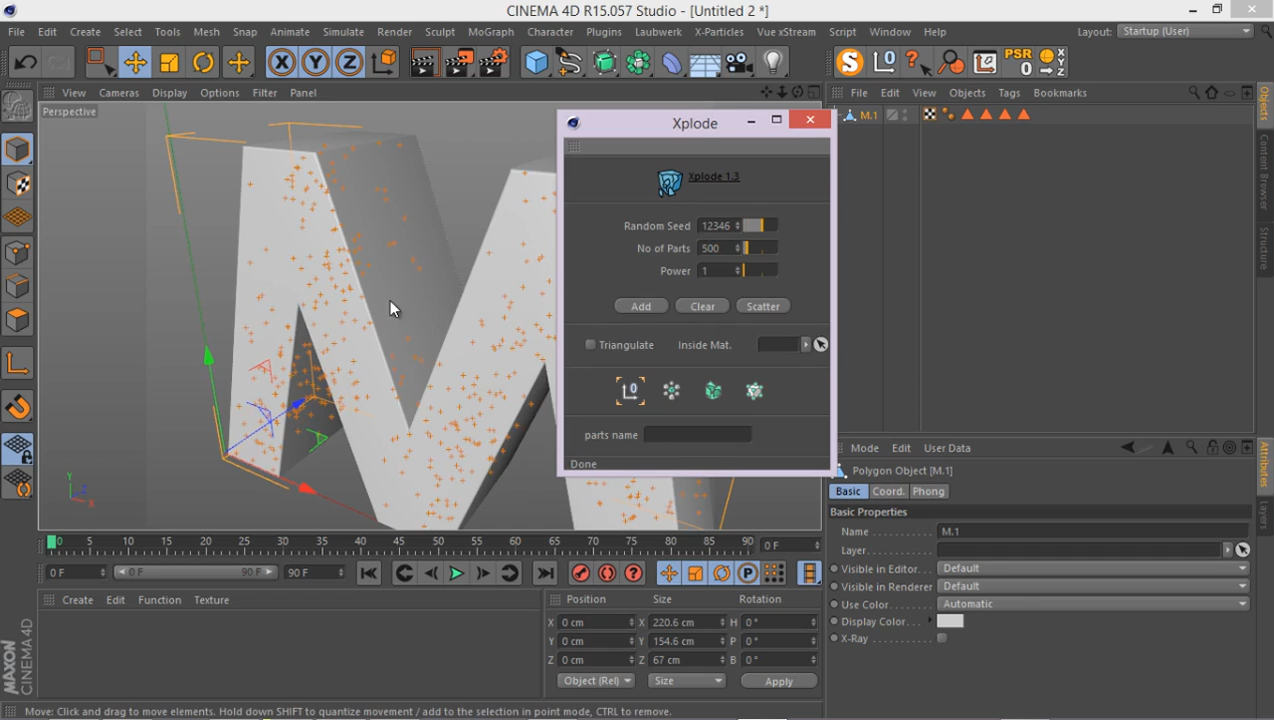 CINEMA 4D R15.057 Studio - [Untitled 2 *]
File Edit Create Select Tools Mesh Snap Animate Simulate Render Sculpt MoGraph Character Plugins Laubwerk X-Particles Vue xStream Script Window Help Layout: Startup (User)
X Y Z PSR 0
View Cameras Display Options Filter Panel
File Edit View Objects Tags Bookmarks
Perspective
M.1
Objects
Content Browser
Structure
Xplode
Xplode 1.3
Random Seed 12346
No of Parts 500
Power 1
Add Clear Scatter
Triangulate Inside Mat.
parts name
Done
Y Z X
Mode Edit User Data
Polygon Object [M.1]
Basic Coord. Phong
Basic Properties
Name M.1
Layer
Visible in Editor Default
Visible in Renderer Default
Use Color Automatic
Display Color
X-Ray
Attributes
Layers
0 5 10 15 20 25 30 35 40 45 50 55 60 65 70 75 80 85 90 0 F
0 F 0 F 90 F 90 F
Create Edit Function Texture
Position Size Rotation
X 0 cm X 220.6 cm H 0 °
Y 0 cm Y 154.6 cm P 0 °
Z 0 cm Z 67 cm B 0 °
Object (Rel) Size Apply
MAXON CINEMA 4D
Move: Click and drag to move elements. Hold down SHIFT to quantize movement / add to the selection in point mode, CTRL to remove.